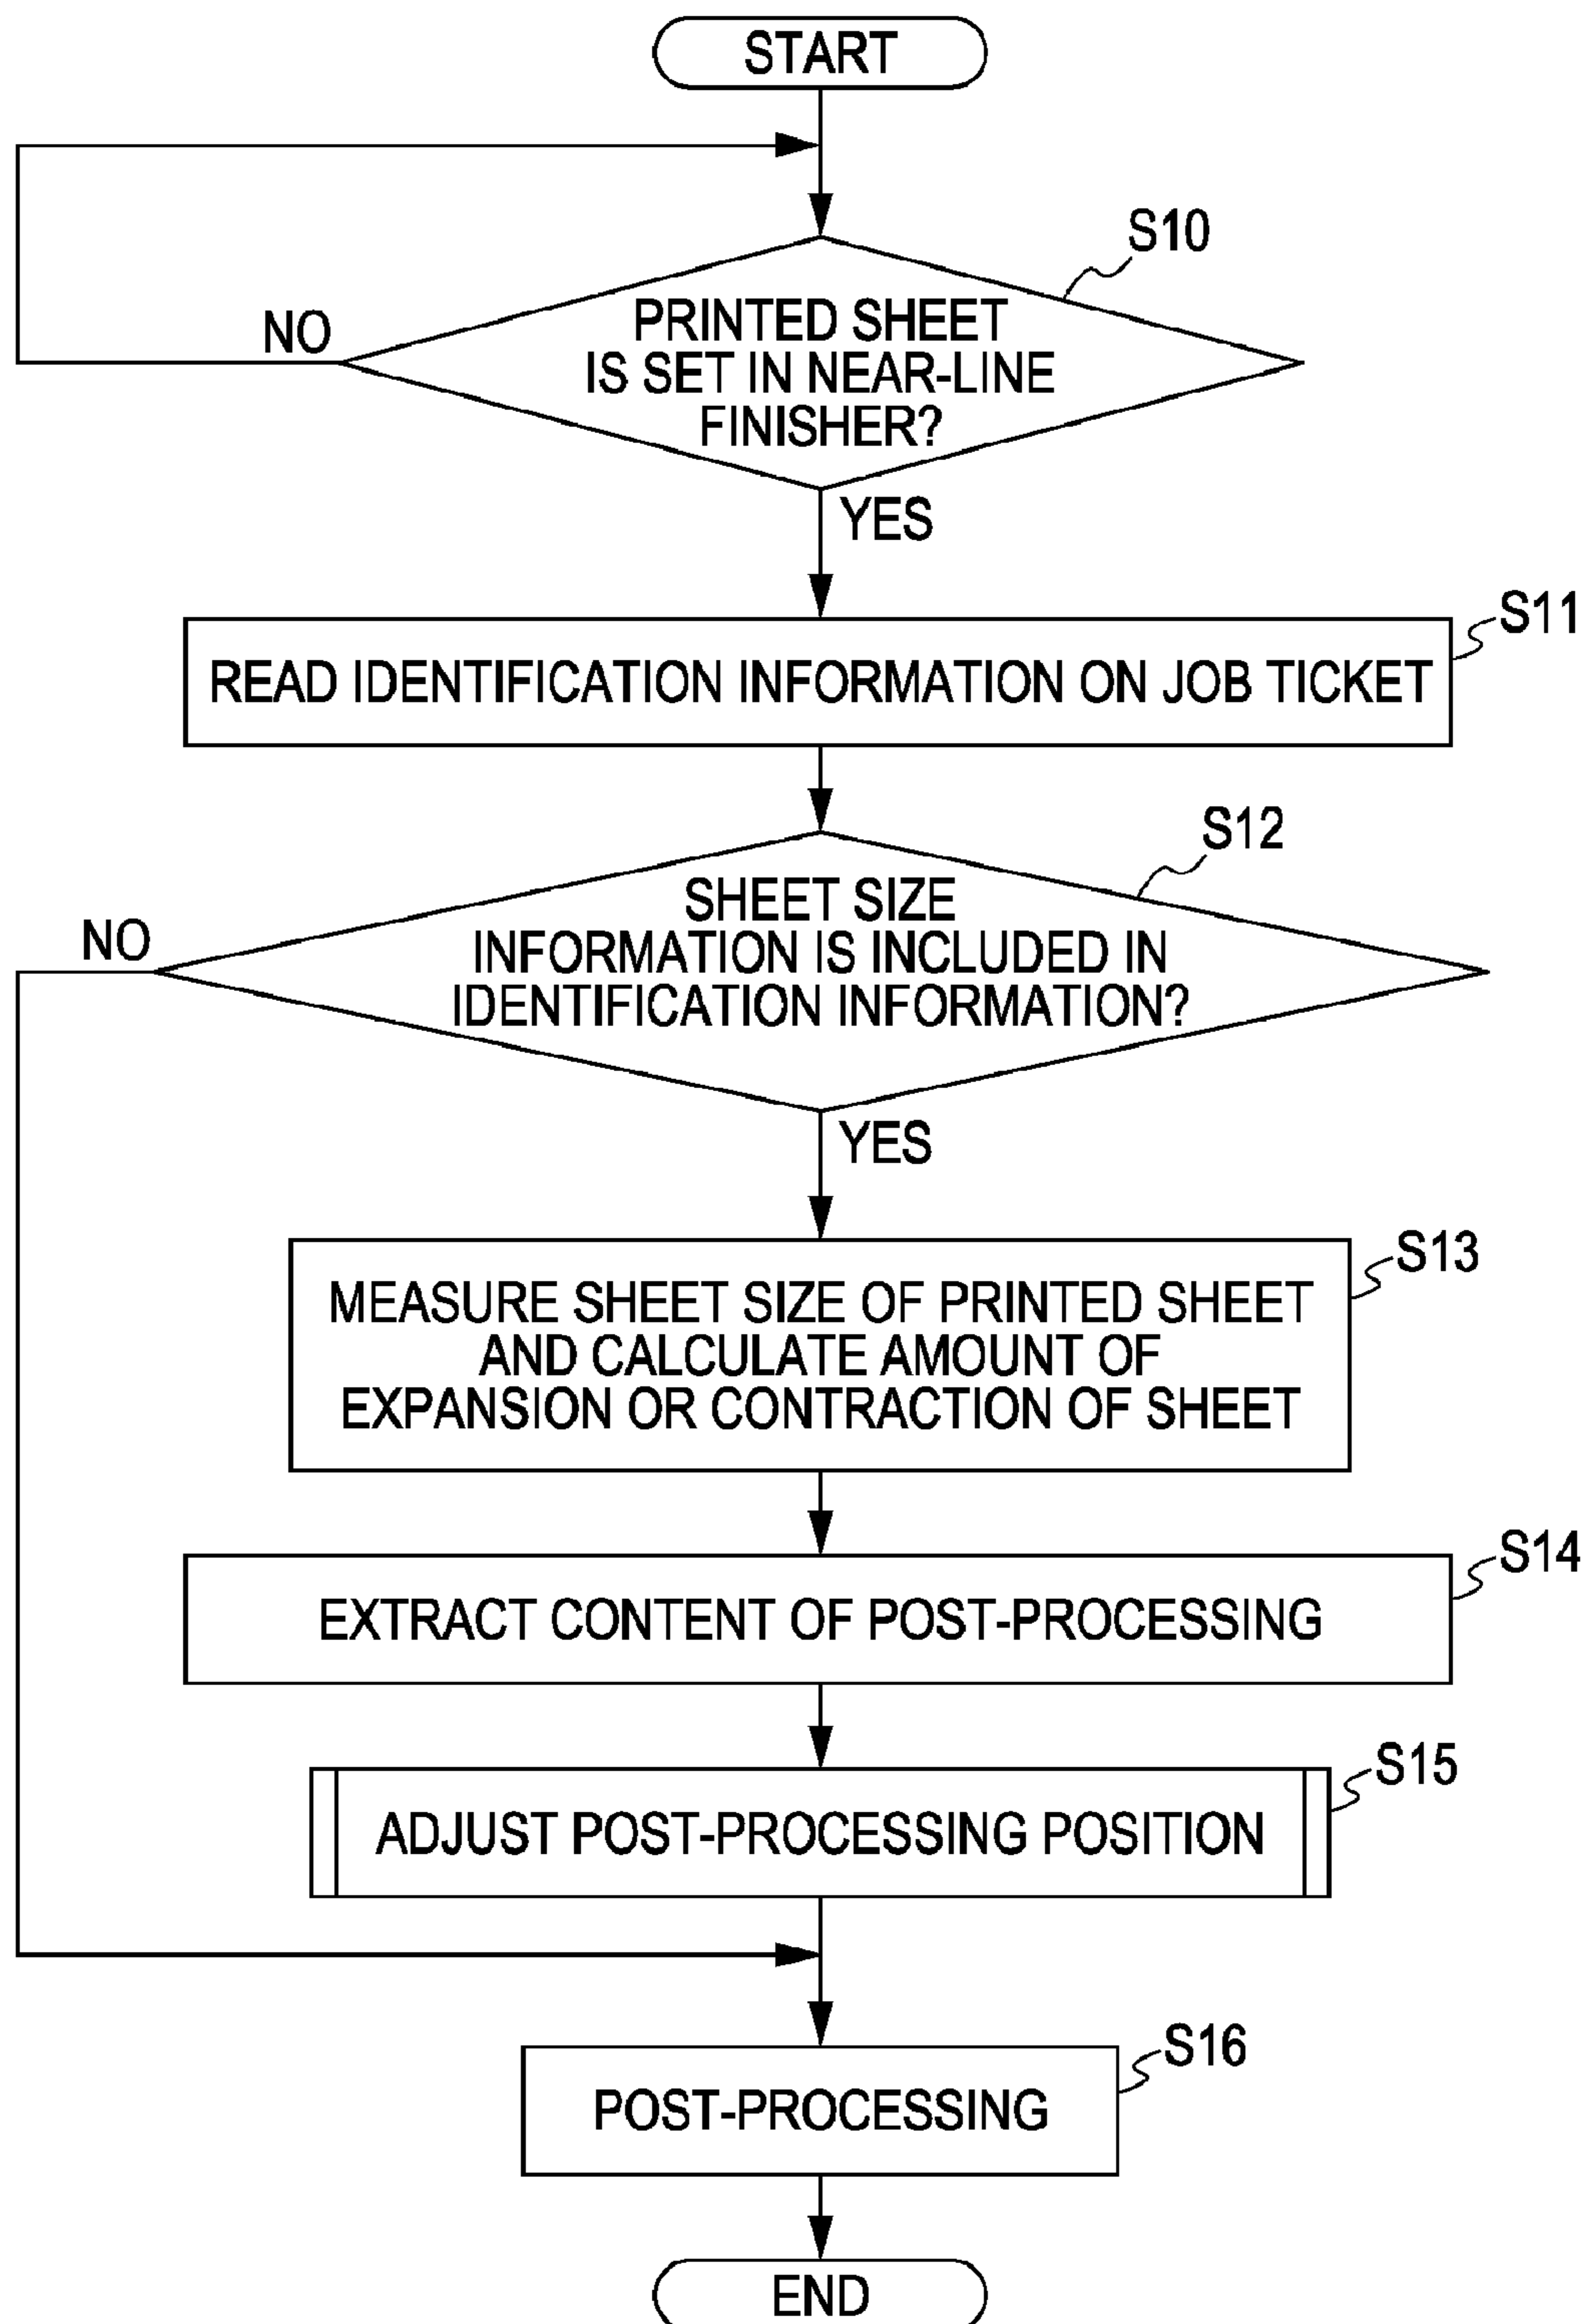 START
S10
PRINTED SHEET
IS SET IN NEAR-LINE
FINISHER?
NO
YES
S11
READ IDENTIFICATION INFORMATION ON JOB TICKET
S12
SHEET SIZE
INFORMATION IS INCLUDED IN
IDENTIFICATION INFORMATION?
NO
YES
S13
MEASURE SHEET SIZE OF PRINTED SHEET
AND CALCULATE AMOUNT OF
EXPANSION OR CONTRACTION OF SHEET
S14
EXTRACT CONTENT OF POST-PROCESSING
S15
ADJUST POST-PROCESSING POSITION
S16
POST-PROCESSING
END